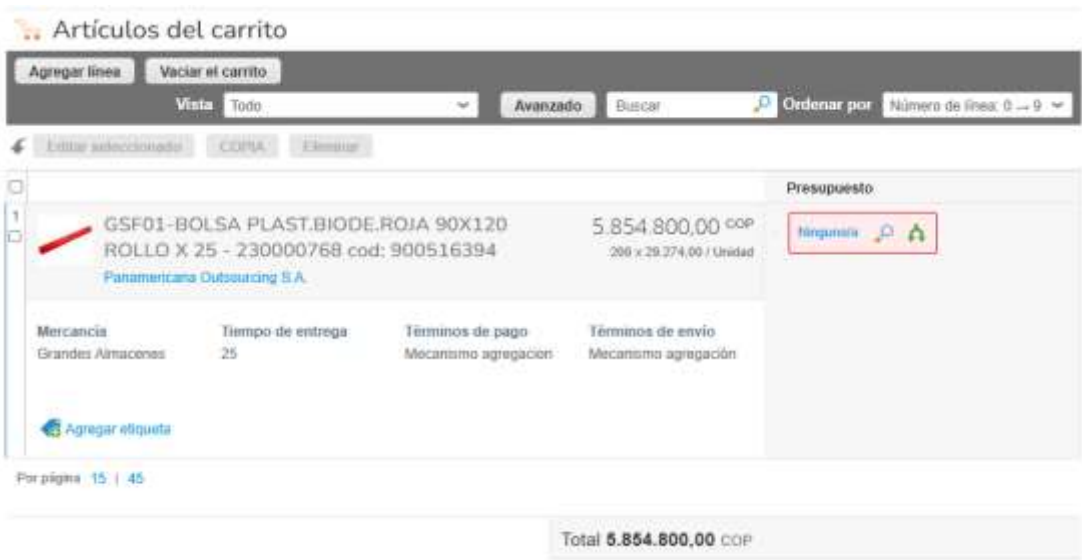 Artículos del carrito
Agregar línea Vaciar el carrito
Vista Todo Avanzado Buscar Ordenar por Número de línea: 0 → 9
Editar seleccionado COPIA Eliminar
Presupuesto
1
GSF01-BOLSA PLAST.BIODE.ROJA 90X120
ROLLO X 25 - 230000768 cod: 900516394
Panamericana Outsourcing S.A.
5.854.800,00 COP
200 x 29.274,00 / Unidad
Ninguno/a
Mercancía Tiempo de entrega Términos de pago Términos de envío
Grandes Almacenes 25 Mecanismo agregacion Mecanismo agregación
Agregar etiqueta
Por página 15 | 45
Total 5.854.800,00 COP